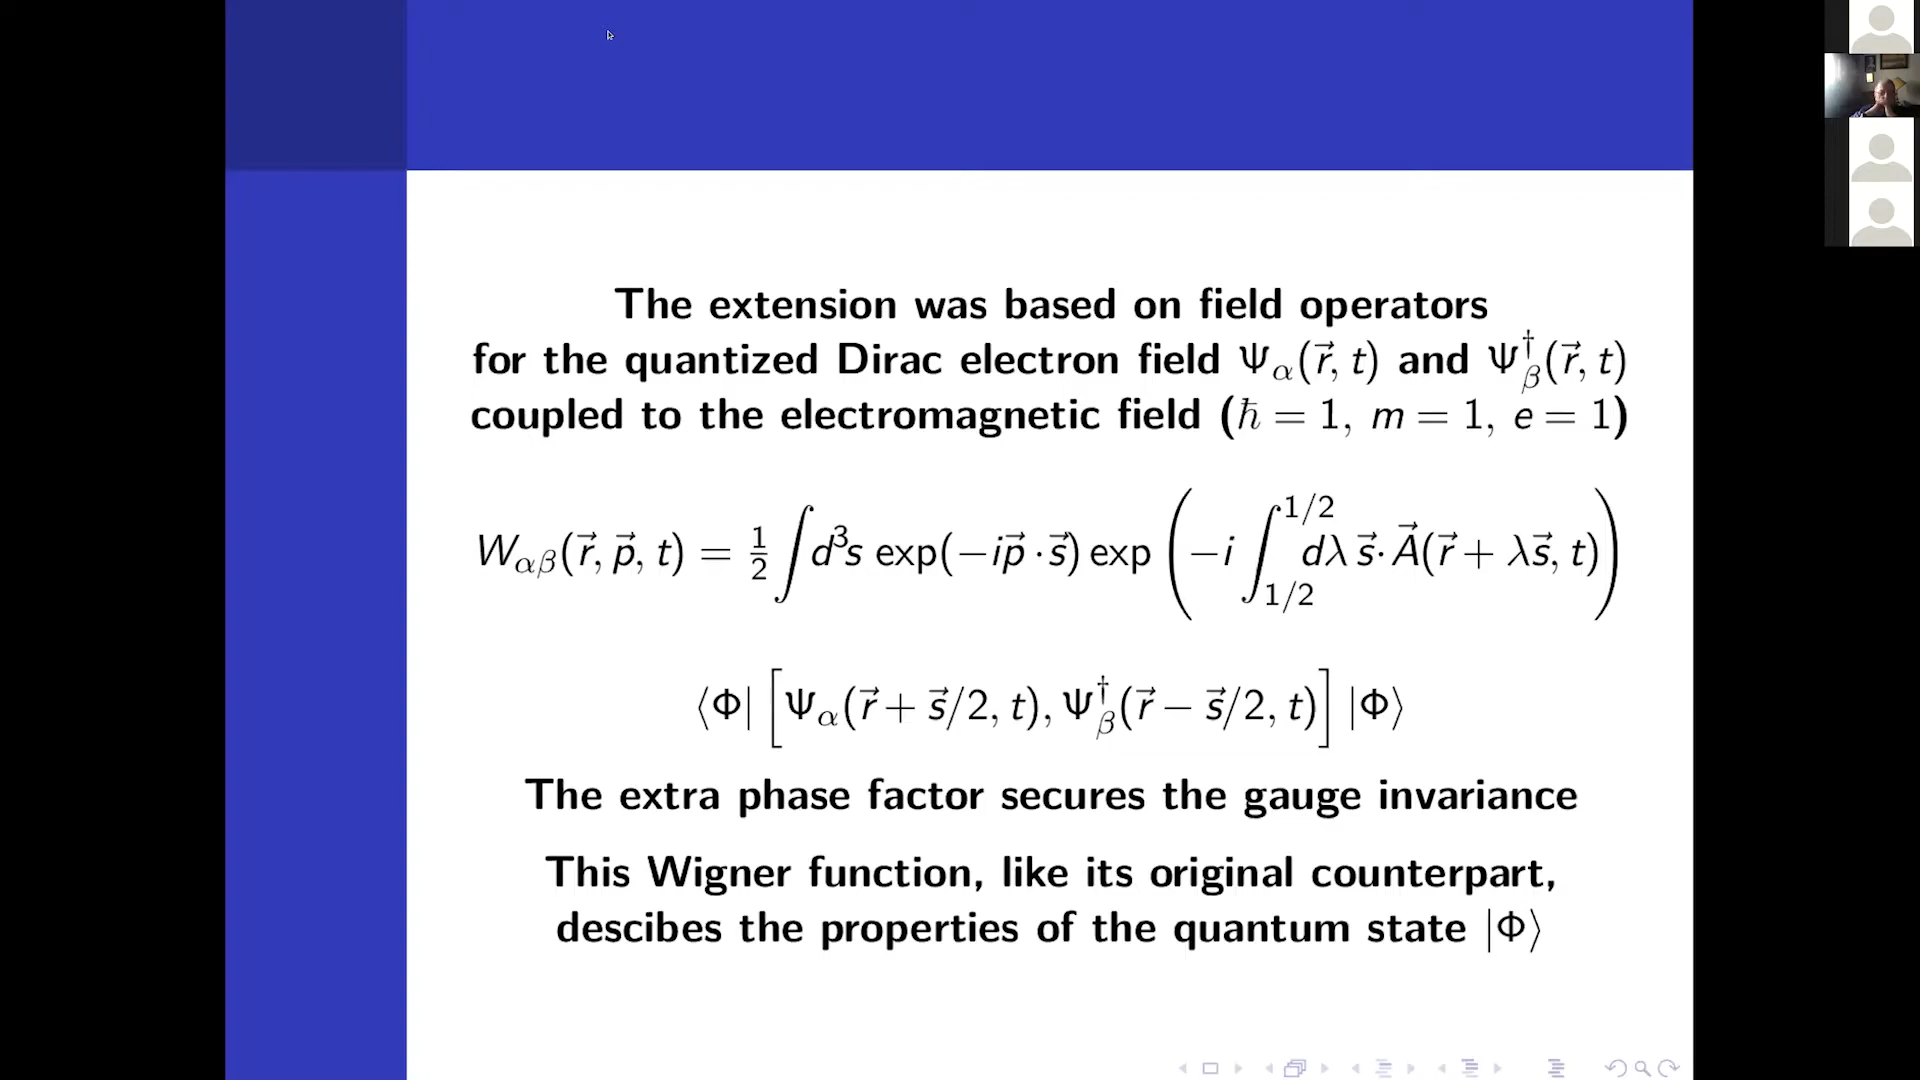 The extension was based on field operators
for the quantized Dirac electron field Ψ_α(r⃗, t) and Ψ†_β(r⃗, t)
coupled to the electromagnetic field (ℏ = 1, m = 1, e = 1)
W_αβ(r⃗, p⃗, t) = 1/2 ∫ d³s exp(−ip⃗ · s⃗) exp (−i ∫_{1/2}^{1/2} dλ s⃗ · A⃗(r⃗ + λs⃗, t))
⟨Φ| [Ψ_α(r⃗ + s⃗/2, t), Ψ†_β(r⃗ − s⃗/2, t)] |Φ⟩
The extra phase factor secures the gauge invariance
This Wigner function, like its original counterpart,
descibes the properties of the quantum state |Φ⟩